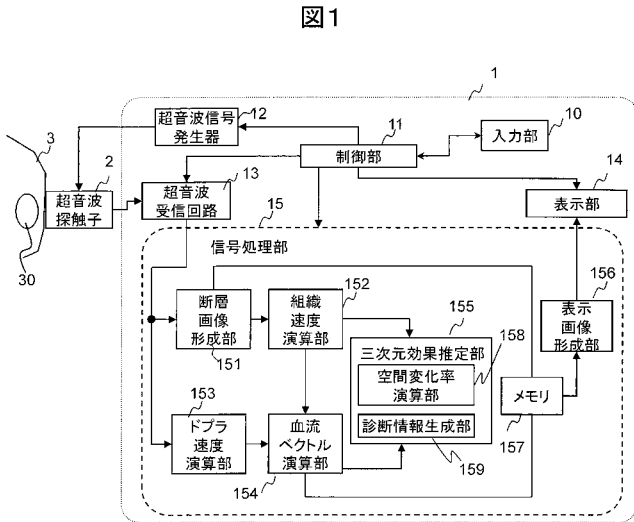 図1
1
超音波信号
発生器
12
11
制御部
10
入力部
3
2
超音波
探触子
30
13
超音波
受信回路
14
表示部
15
信号処理部
断層
画像
形成部
151
152
組織
速度
演算部
155
三次元効果推定部
158
空間変化率
演算部
診断情報生成部
159
156
表示
画像
形成部
メモリ
157
153
ドプラ
速度
演算部
血流
ベクトル
演算部
154